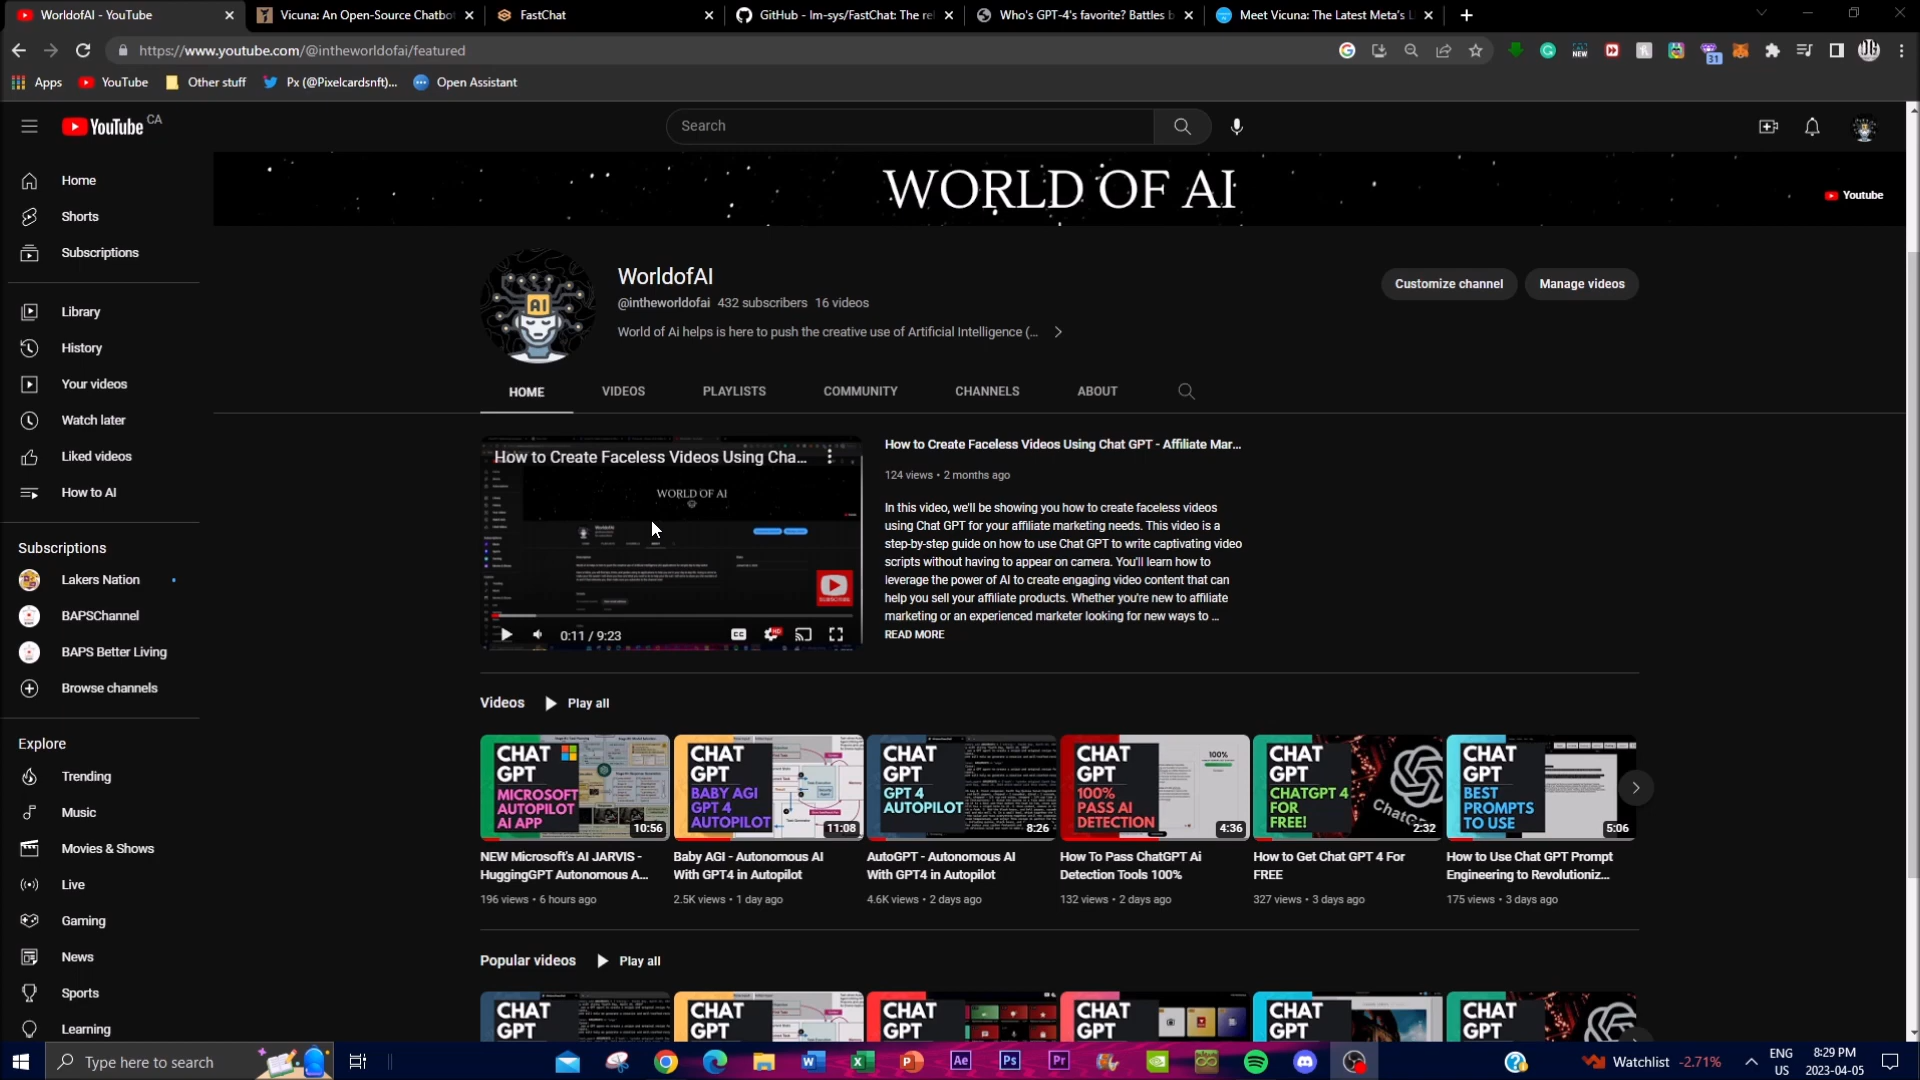 WorldofAI - YouTube
Vicuna: An Open-Source Chatbot
FastChat
GitHub - lm-sys/FastChat: The rel
Who's GPT-4's favorite? Battles b
Meet Vicuna: The Latest Meta's L
https://www.youtube.com/@intheworldofai/featured
Apps
YouTube
Other stuff
Px (@Pixelcardsnft)...
Open Assistant
YouTube CA
Search
WORLD OF AI
Youtube
Home
Shorts
Subscriptions
Library
History
Your videos
Watch later
Liked videos
How to AI
Subscriptions
Lakers Nation
BAPSChannel
BAPS Better Living
Browse channels
Explore
Trending
Music
Movies & Shows
Live
Gaming
News
Sports
Learning
AI
WorldofAI
@intheworldofai 432 subscribers 16 videos
World of Ai helps is here to push the creative use of Artificial Intelligence (...
Customize channel
Manage videos
HOME
VIDEOS
PLAYLISTS
COMMUNITY
CHANNELS
ABOUT
How to Create Faceless Videos Using Cha...
WORLD OF AI
0:11 / 9:23
How to Create Faceless Videos Using Chat GPT - Affiliate Mar...
124 views • 2 months ago
In this video, we'll be showing you how to create faceless videos
using Chat GPT for your affiliate marketing needs. This video is a
step-by-step guide on how to use Chat GPT to write captivating video
scripts without having to appear on camera. You'll learn how to
leverage the power of AI to create engaging video content that can
help you sell your affiliate products. Whether you're new to affiliate
marketing or an experienced marketer looking for new ways to ...
READ MORE
Videos
Play all
CHAT
GPT
MICROSOFT
AUTOPILOT
AI APP
10:56
NEW Microsoft's AI JARVIS -
HuggingGPT Autonomous A...
196 views • 6 hours ago
CHAT
GPT
BABY AGI
GPT 4
AUTOPILOT
11:08
Baby AGI - Autonomous AI
With GPT4 in Autopilot
2.5K views • 1 day ago
CHAT
GPT
GPT 4
AUTOPILOT
8:26
AutoGPT - Autonomous AI
With GPT4 in Autopilot
4.6K views • 2 days ago
CHAT
GPT
100%
PASS AI
DETECTION
100%
4:36
How To Pass ChatGPT Ai
Detection Tools 100%
132 views • 2 days ago
CHAT
GPT
CHATGPT 4
FOR
FREE!
2:32
How to Get Chat GPT 4 For
FREE
327 views • 3 days ago
CHAT
GPT
BEST
PROMPTS
TO USE
5:06
How to Use Chat GPT Prompt
Engineering to Revolutioniz...
175 views • 3 days ago
Popular videos
Play all
CHAT
GPT
CHAT
GPT
CHAT
GPT
CHAT
GPT
CHAT
GPT
CHAT
GPT
Type here to search
Watchlist -2.71%
ENG
US
8:29 PM
2023-04-05